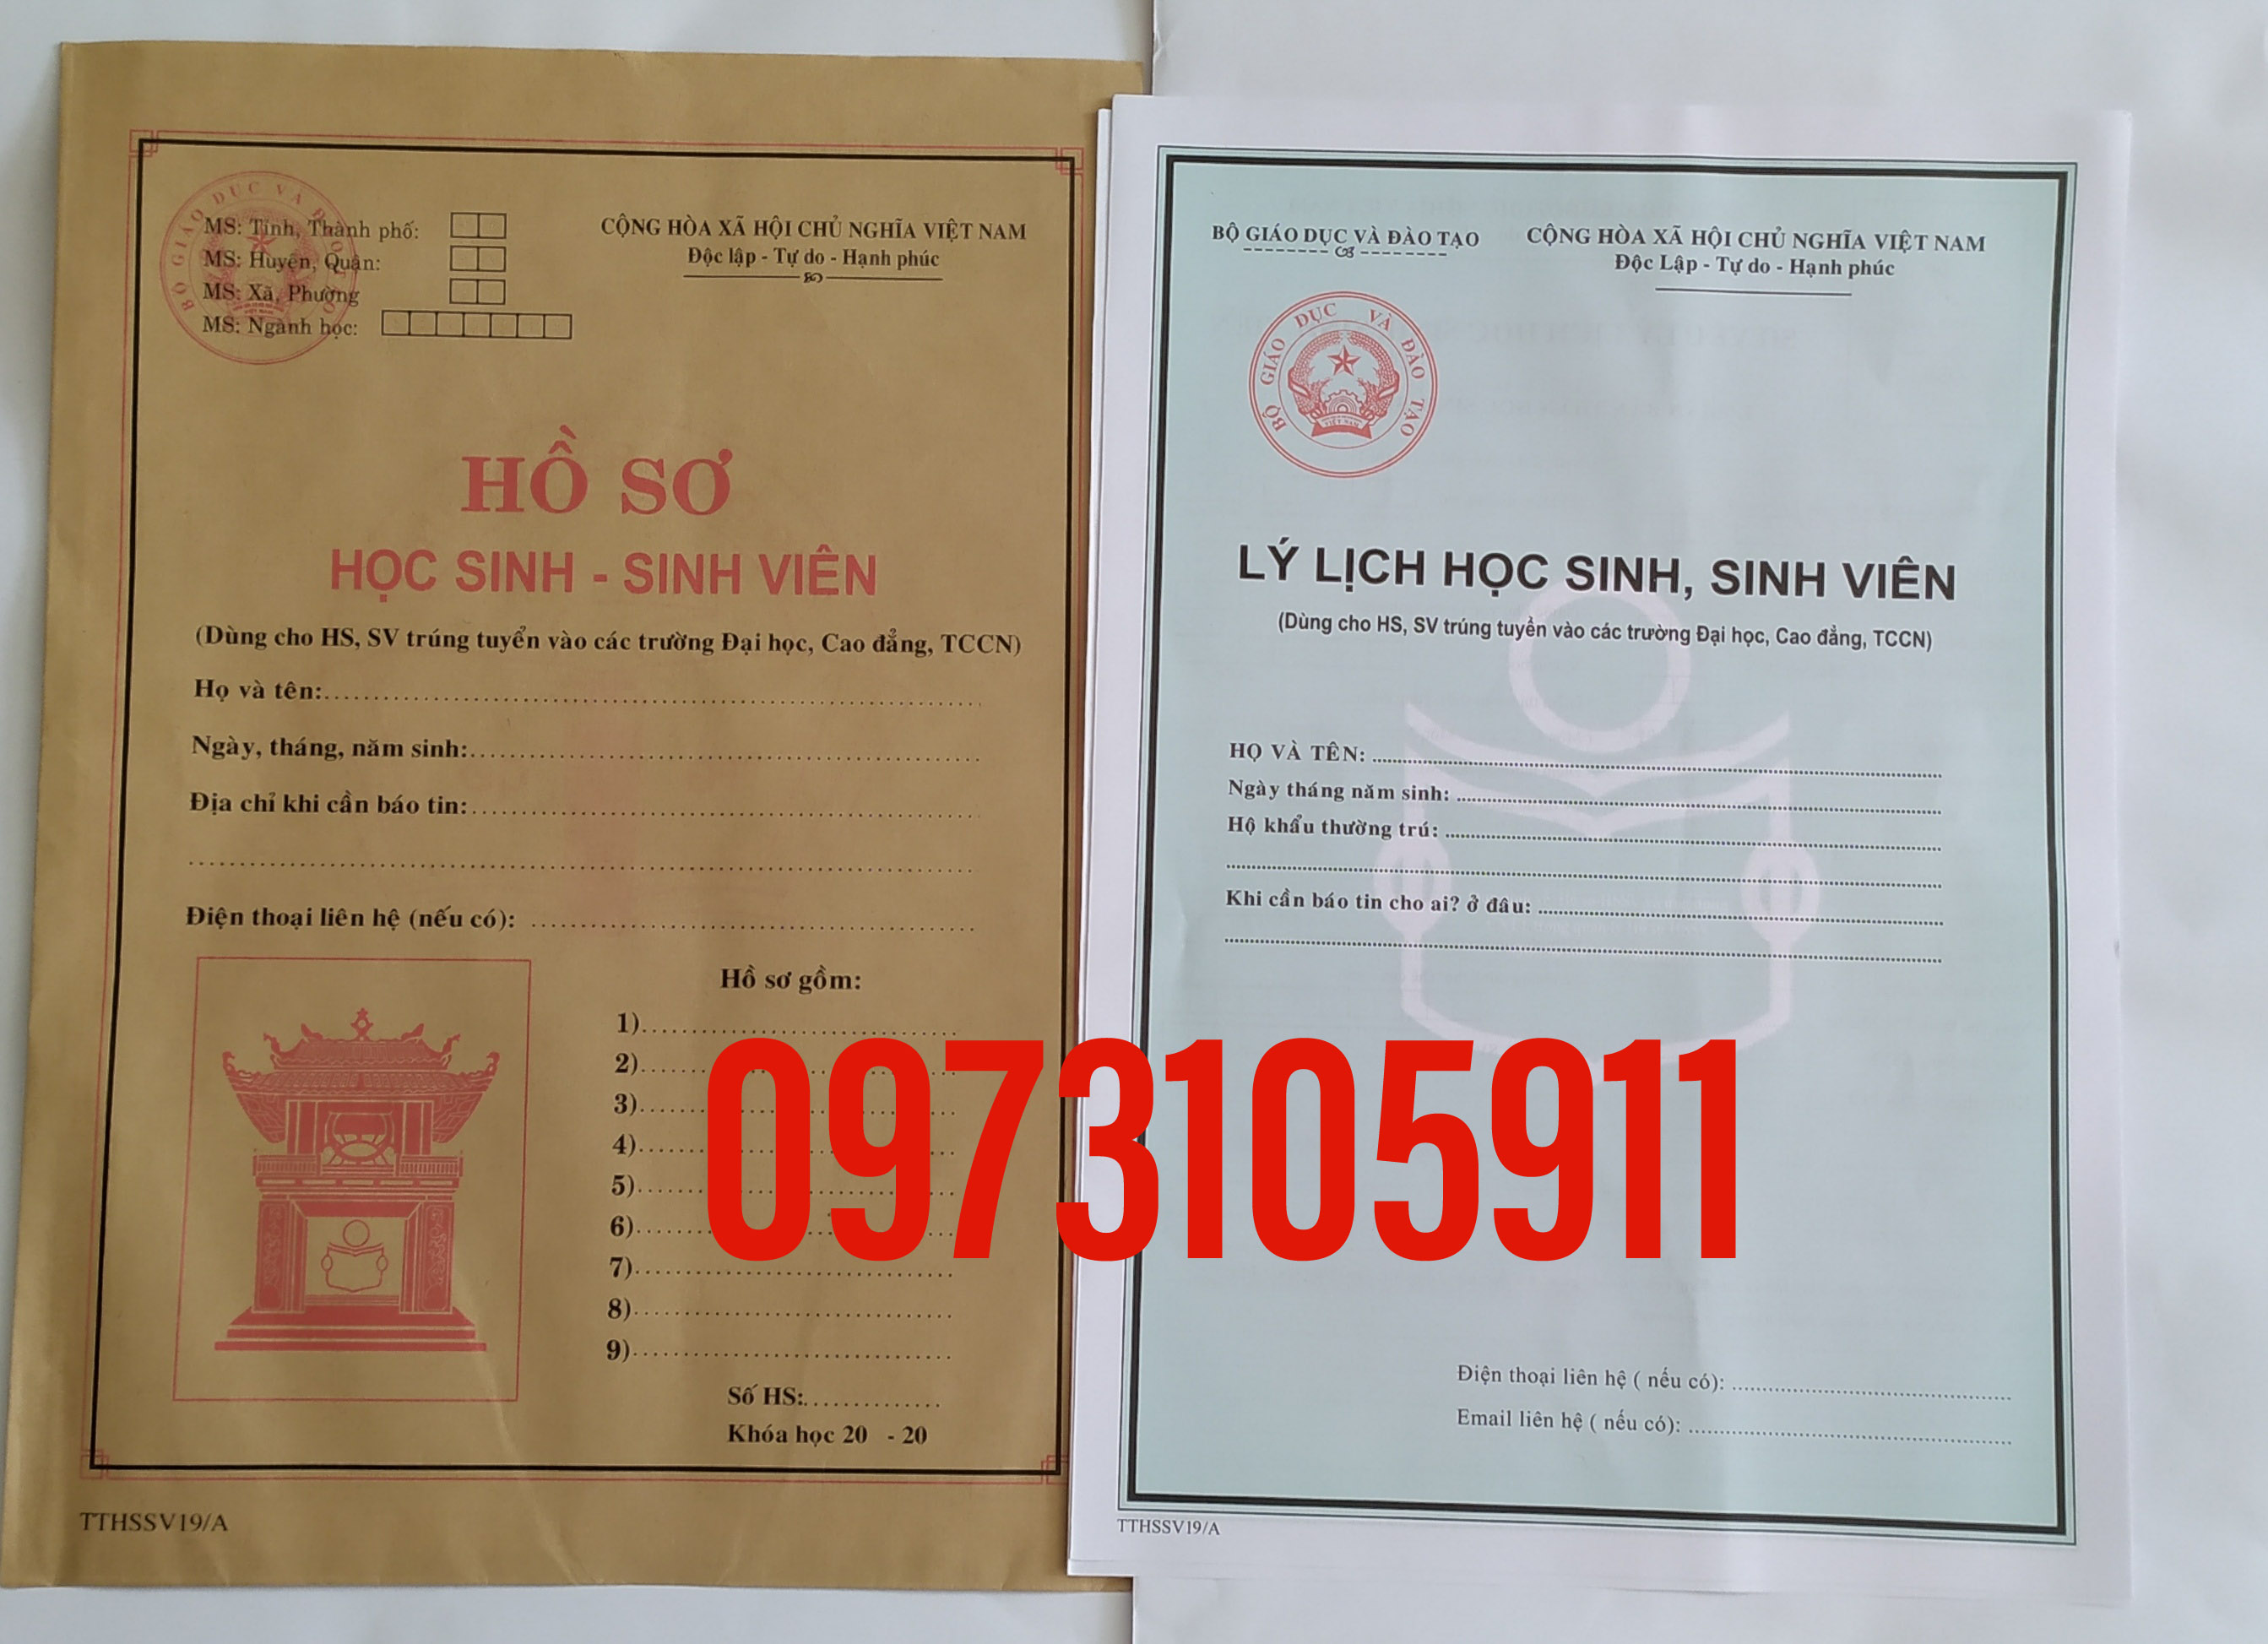 BỘ GIÁO DỤC VÀ ĐÀO TẠO
MS: Tỉnh, Thành phố:
MS: Huyện, Quận:
MS: Xã, Phường
MS: Ngành học:
CỘNG HÒA XÃ HỘI CHỦ NGHĨA VIỆT NAM
Độc lập - Tự do - Hạnh phúc
HỒ SƠ
HỌC SINH - SINH VIÊN
(Dùng cho HS, SV trúng tuyển vào các trường Đại học, Cao đẳng, TCCN)
Họ và tên:
Ngày, tháng, năm sinh:
Địa chỉ khi cần báo tin:
Điện thoại liên hệ (nếu có):
Hồ sơ gồm:
1)
2)
3)
4)
5)
6)
7)
8)
9)
Số HS:
Khóa học 20 - 20
TTHSSV19/A
BỘ GIÁO DỤC VÀ ĐÀO TẠO
CỘNG HÒA XÃ HỘI CHỦ NGHĨA VIỆT NAM
Độc Lập - Tự do - Hạnh phúc
BỘ GIÁO DỤC VÀ ĐÀO TẠO
VIỆT NAM
LÝ LỊCH HỌC SINH, SINH VIÊN
(Dùng cho HS, SV trúng tuyển vào các trường Đại học, Cao đẳng, TCCN)
HỌ VÀ TÊN:
Ngày tháng năm sinh:
Hộ khẩu thường trú:
Khi cần báo tin cho ai? ở đâu:
0973105911
Điện thoại liên hệ ( nếu có):
Email liên hệ ( nếu có):
TTHSSV19/A